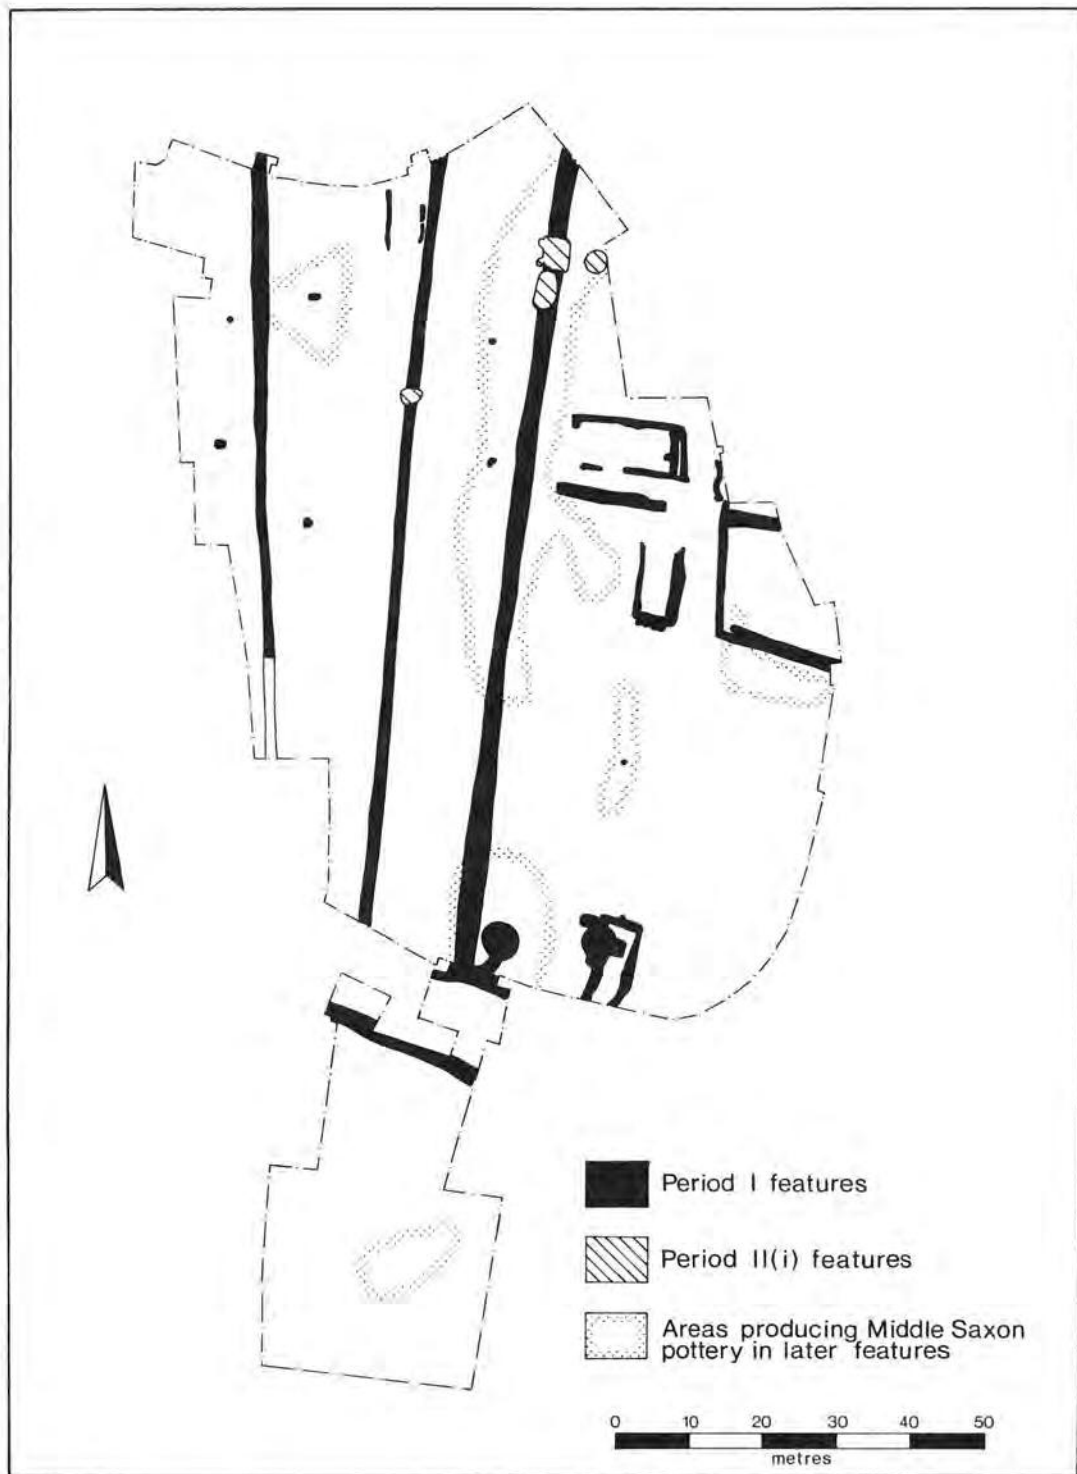 Period I features
Period II(i) features
Areas producing Middle Saxon
pottery in later features
0 10 20 30 40 50
metres